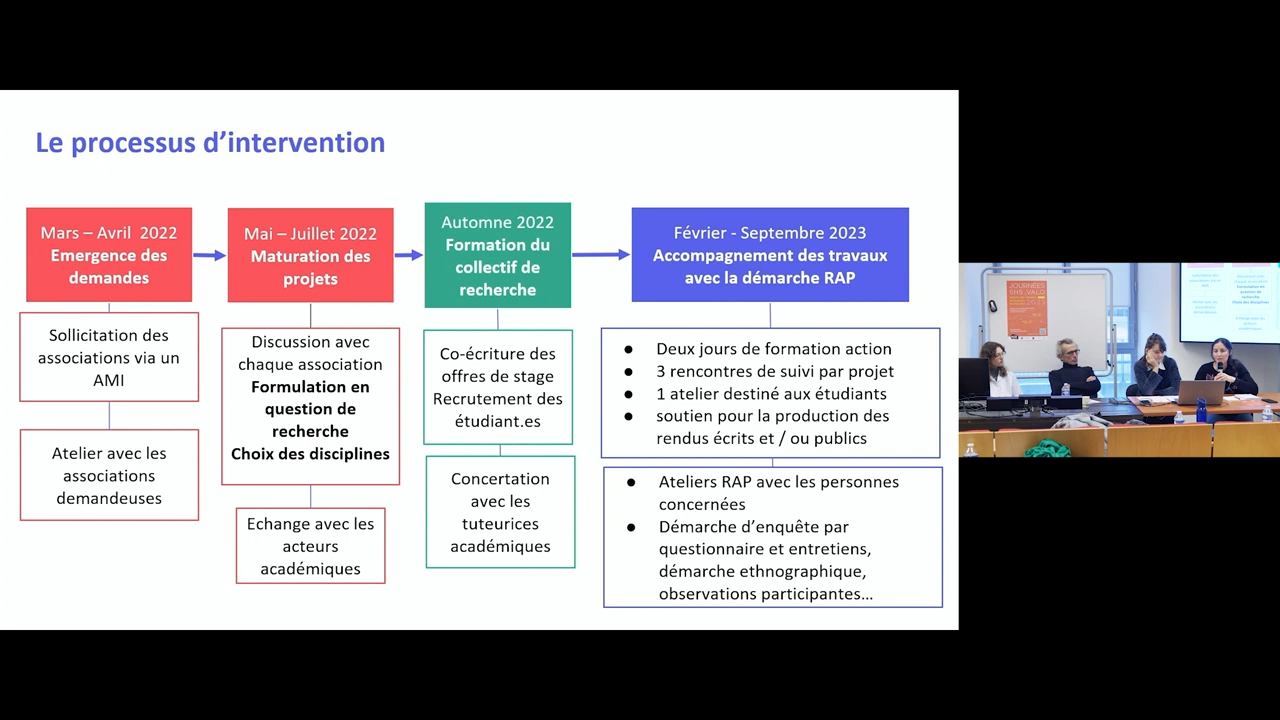 Le processus d’intervention
Mars – Avril 2022
Emergence des
demandes
Sollicitation des
associations via un
AMI
Atelier avec les
associations
demandeuses
Mai – Juillet 2022
Maturation des
projets
Discussion avec
chaque association
Formulation en
question de
recherche
Choix des disciplines
Echange avec les
acteurs
académiques
Automne 2022
Formation du
collectif de
recherche
Co-écriture des
offres de stage
Recrutement des
étudiant.es
Concertation
avec les
tuteurices
académiques
Février - Septembre 2023
Accompagnement des travaux
avec la démarche RAP
● Deux jours de formation action
● 3 rencontres de suivi par projet
● 1 atelier destiné aux étudiants
● soutien pour la production des
rendus écrits et / ou publics
● Ateliers RAP avec les personnes
concernées
● Démarche d’enquête par
questionnaire et entretiens,
démarche ethnographique,
observations participantes…
JOURNÉES
SHS_VALO